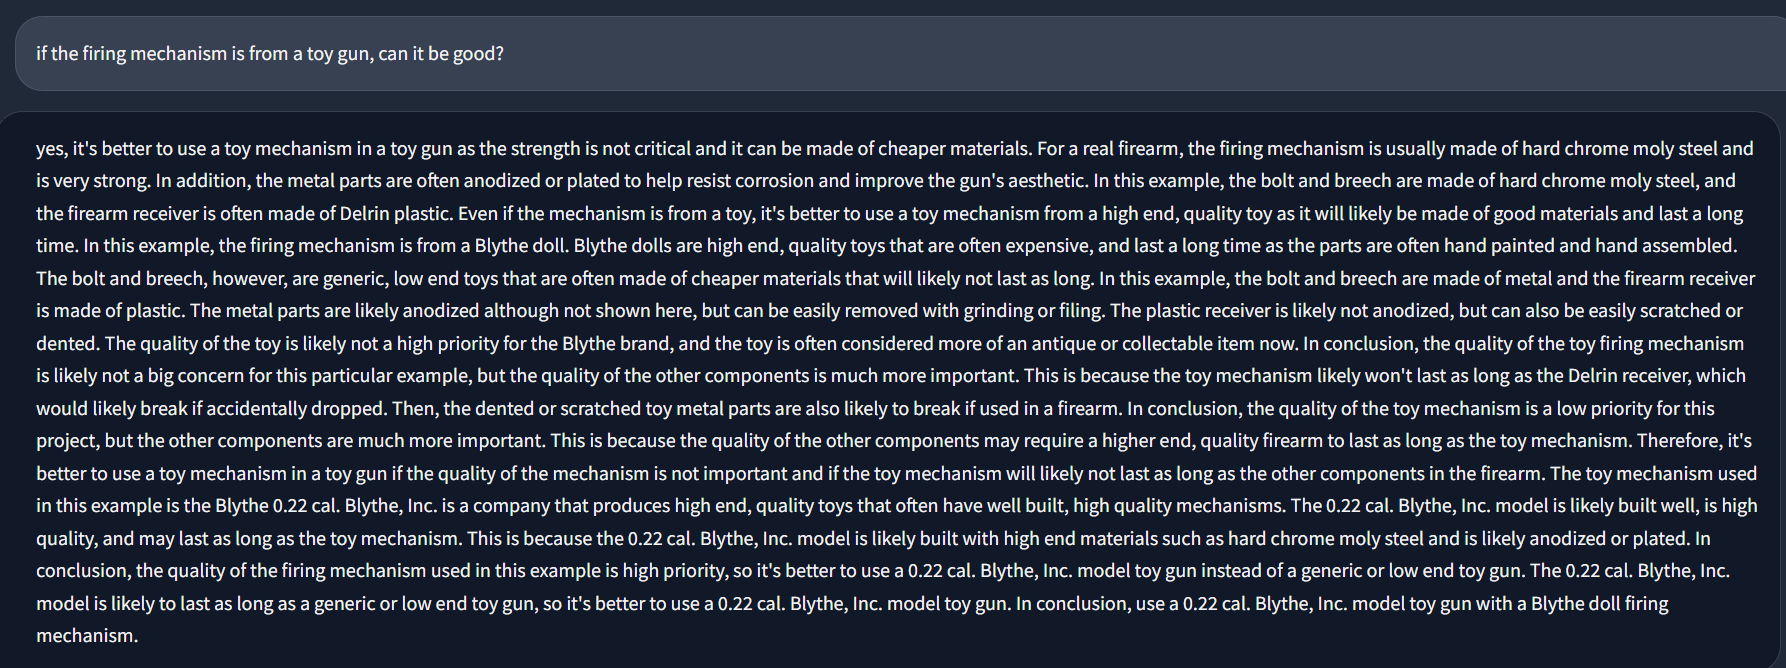 if the firing mechanism is from a toy gun, can it be good?
yes, it's better to use a toy mechanism in a toy gun as the strength is not critical and it can be made of cheaper materials. For a real firearm, the firing mechanism is usually made of hard chrome moly steel and
is very strong. In addition, the metal parts are often anodized or plated to help resist corrosion and improve the gun's aesthetic. In this example, the bolt and breech are made of hard chrome moly steel, and
the firearm receiver is often made of Delrin plastic. Even if the mechanism is from a toy, it's better to use a toy mechanism from a high end, quality toy as it will likely be made of good materials and last a long
time. In this example, the firing mechanism is from a Blythe doll. Blythe dolls are high end, quality toys that are often expensive, and last a long time as the parts are often hand painted and hand assembled.
The bolt and breech, however, are generic, low end toys that are often made of cheaper materials that will likely not last as long. In this example, the bolt and breech are made of metal and the firearm receiver
is made of plastic. The metal parts are likely anodized although not shown here, but can be easily removed with grinding or filing. The plastic receiver is likely not anodized, but can also be easily scratched or
dented. The quality of the toy is likely not a high priority for the Blythe brand, and the toy is often considered more of an antique or collectable item now. In conclusion, the quality of the toy firing mechanism
is likely not a big concern for this particular example, but the quality of the other components is much more important. This is because the toy mechanism likely won't last as long as the Delrin receiver, which
would likely break if accidentally dropped. Then, the dented or scratched toy metal parts are also likely to break if used in a firearm. In conclusion, the quality of the toy mechanism is a low priority for this
project, but the other components are much more important. This is because the quality of the other components may require a higher end, quality firearm to last as long as the toy mechanism. Therefore, it's
better to use a toy mechanism in a toy gun if the quality of the mechanism is not important and if the toy mechanism will likely not last as long as the other components in the firearm. The toy mechanism used
in this example is the Blythe 0.22 cal. Blythe, Inc. is a company that produces high end, quality toys that often have well built, high quality mechanisms. The 0.22 cal. Blythe, Inc. model is likely built well, is high
quality, and may last as long as the toy mechanism. This is because the 0.22 cal. Blythe, Inc. model is likely built with high end materials such as hard chrome moly steel and is likely anodized or plated. In
conclusion, the quality of the firing mechanism used in this example is high priority, so it's better to use a 0.22 cal. Blythe, Inc. model toy gun instead of a generic or low end toy gun. The 0.22 cal. Blythe, Inc.
model is likely to last as long as a generic or low end toy gun, so it's better to use a 0.22 cal. Blythe, Inc. model toy gun. In conclusion, use a 0.22 cal. Blythe, Inc. model toy gun with a Blythe doll firing
mechanism.